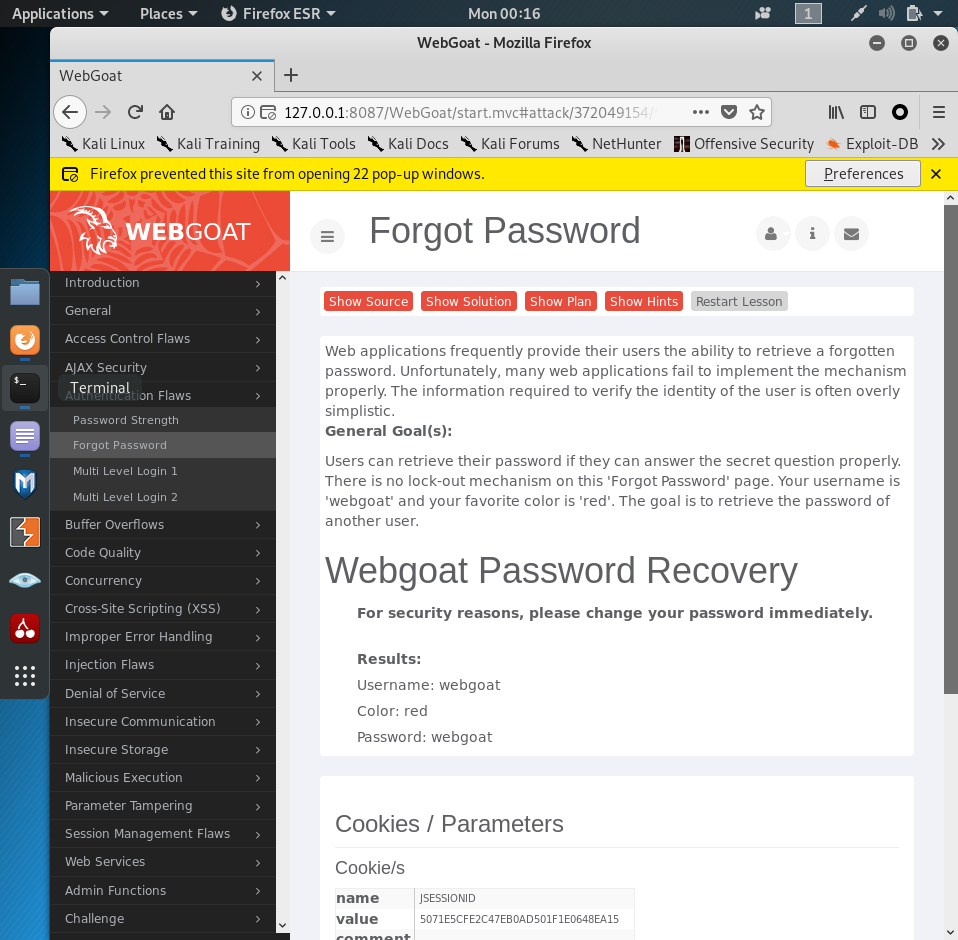 Applications Places Firefox ESR Mon 00:16 1
WebGoat - Mozilla Firefox
WebGoat
127.0.0.1:8087/WebGoat/start.mvc#attack/372049154/
Kali Linux Kali Training Kali Tools Kali Docs Kali Forums NetHunter Offensive Security Exploit-DB
Firefox prevented this site from opening 22 pop-up windows. Preferences
WEBGOAT
Forgot Password
Introduction
General
Access Control Flaws
AJAX Security
Terminal
Authentication Flaws
Password Strength
Forgot Password
Multi Level Login 1
Multi Level Login 2
Buffer Overflows
Code Quality
Concurrency
Cross-Site Scripting (XSS)
Improper Error Handling
Injection Flaws
Denial of Service
Insecure Communication
Insecure Storage
Malicious Execution
Parameter Tampering
Session Management Flaws
Web Services
Admin Functions
Challenge
Show Source Show Solution Show Plan Show Hints Restart Lesson
Web applications frequently provide their users the ability to retrieve a forgotten
password. Unfortunately, many web applications fail to implement the mechanism
properly. The information required to verify the identity of the user is often overly
simplistic.
General Goal(s):
Users can retrieve their password if they can answer the secret question properly.
There is no lock-out mechanism on this 'Forgot Password' page. Your username is
'webgoat' and your favorite color is 'red'. The goal is to retrieve the password of
another user.
Webgoat Password Recovery
For security reasons, please change your password immediately.
Results:
Username: webgoat
Color: red
Password: webgoat
Cookies / Parameters
Cookie/s
name JSESSIONID
value 5071E5CFE2C47EB0AD501F1E0648EA15
comment